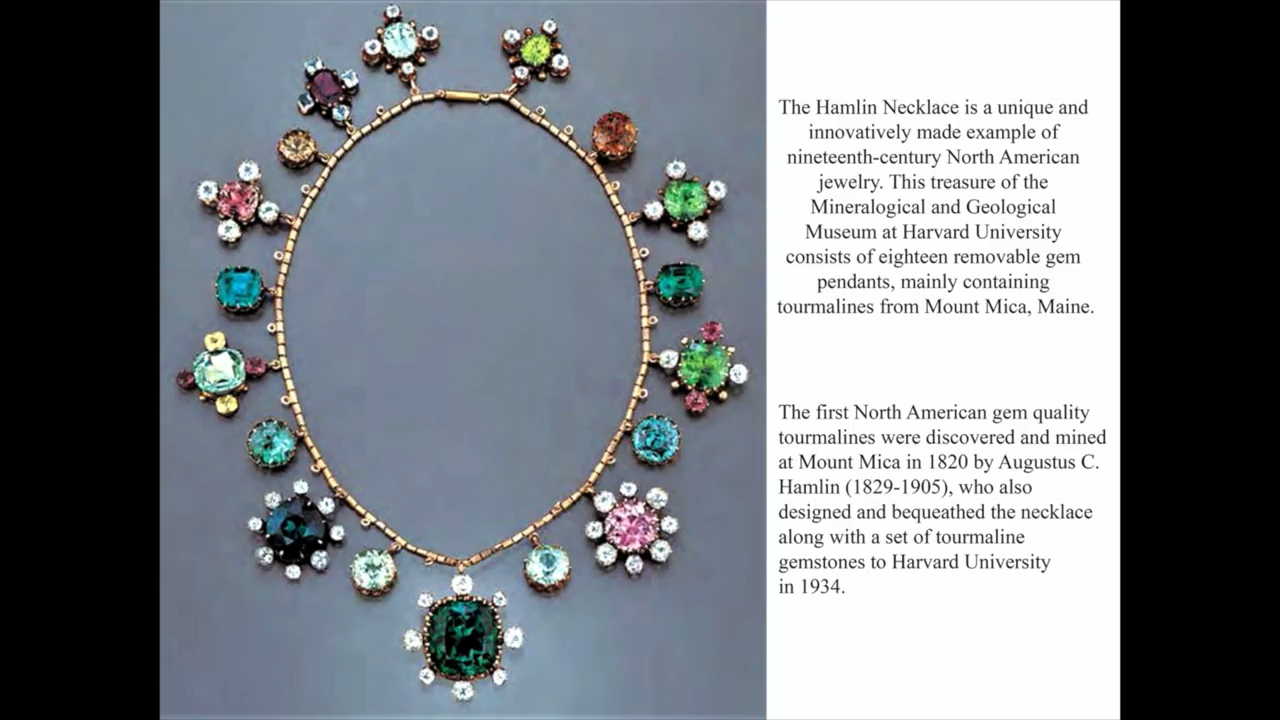 The Hamlin Necklace is a unique and
innovatively made example of
nineteenth-century North American
jewelry. This treasure of the
Mineralogical and Geological
Museum at Harvard University
consists of eighteen removable gem
pendants, mainly containing
tourmalines from Mount Mica, Maine.
The first North American gem quality
tourmalines were discovered and mined
at Mount Mica in 1820 by Augustus C.
Hamlin (1829-1905), who also
designed and bequeathed the necklace
along with a set of tourmaline
gemstones to Harvard University
in 1934.